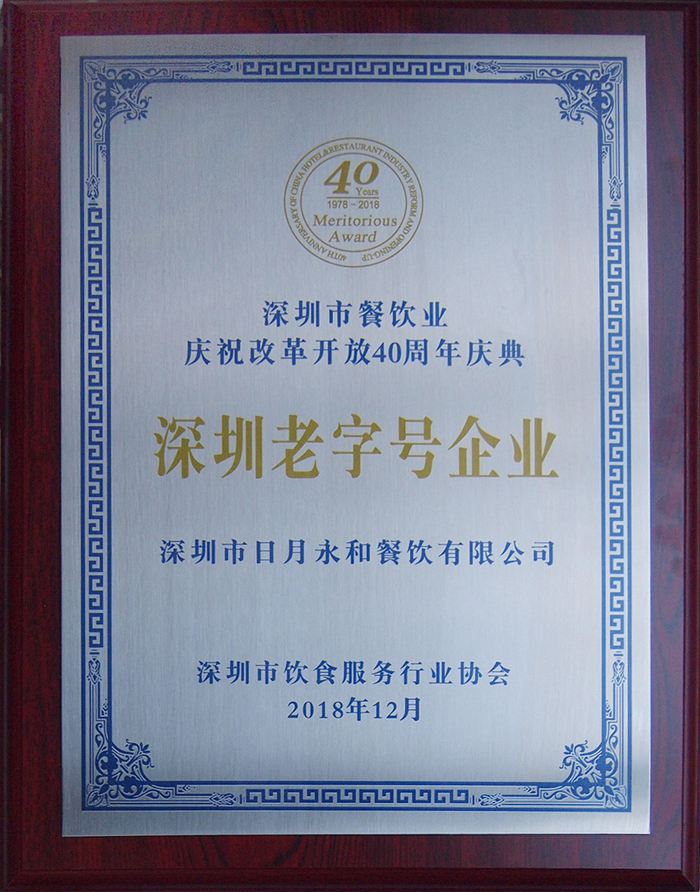 40TH ANNIVERSARY OF CHINA HOTEL&RESTAURANT INDUSTRY REFORM AND OPENING-UP
40
Years
1978-2018
Meritorious
Award
深圳市餐饮业
庆祝改革开放40周年庆典
深圳老字号企业
深圳市日月永和餐饮有限公司
深圳市饮食服务行业协会
2018年12月